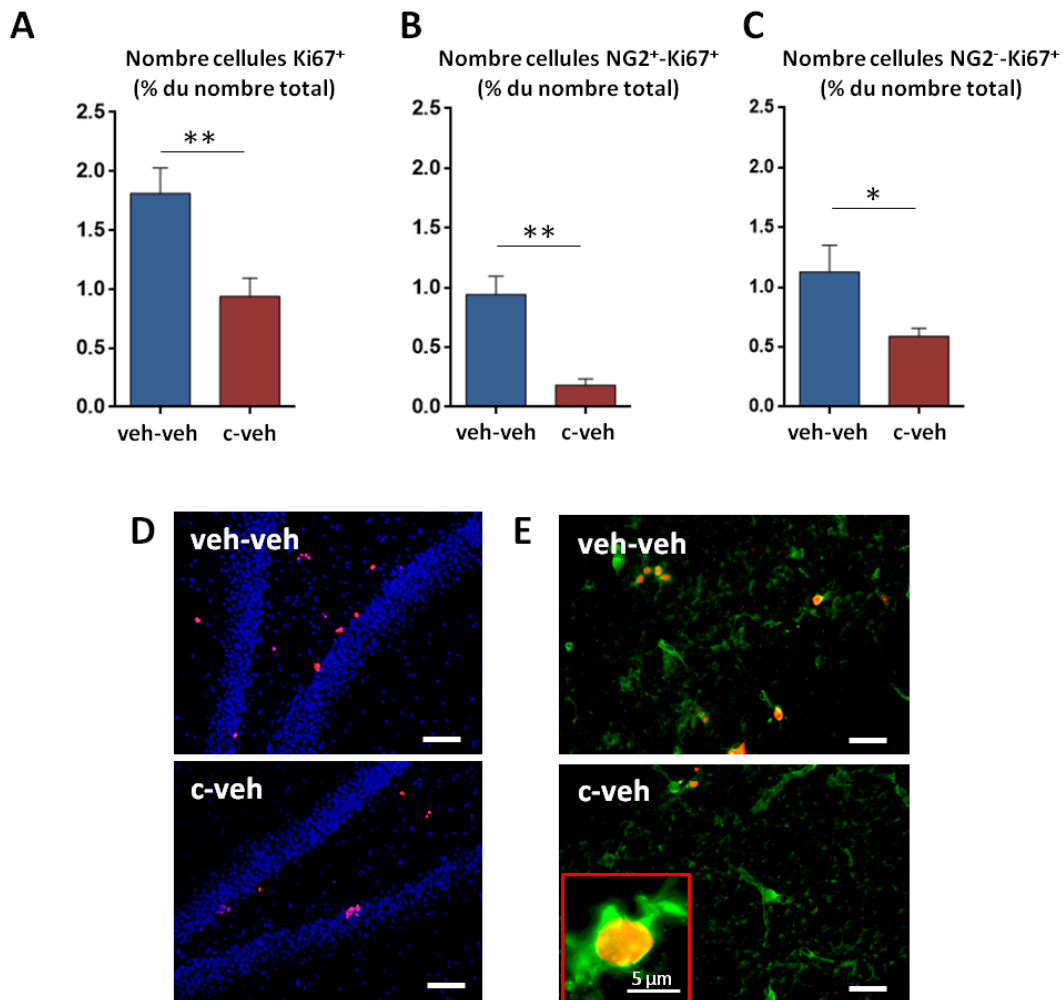 A
Nombre cellules Ki67⁺
(% du nombre total)
2.5
2.0
1.5
1.0
0.5
0.0
**
veh-veh
c-veh
B
Nombre cellules NG2⁺-Ki67⁺
(% du nombre total)
2.5
2.0
1.5
1.0
0.5
0.0
**
veh-veh
c-veh
C
Nombre cellules NG2⁻-Ki67⁺
(% du nombre total)
2.5
2.0
1.5
1.0
0.5
0.0
*
veh-veh
c-veh
D
veh-veh
c-veh
E
veh-veh
c-veh
5 µm